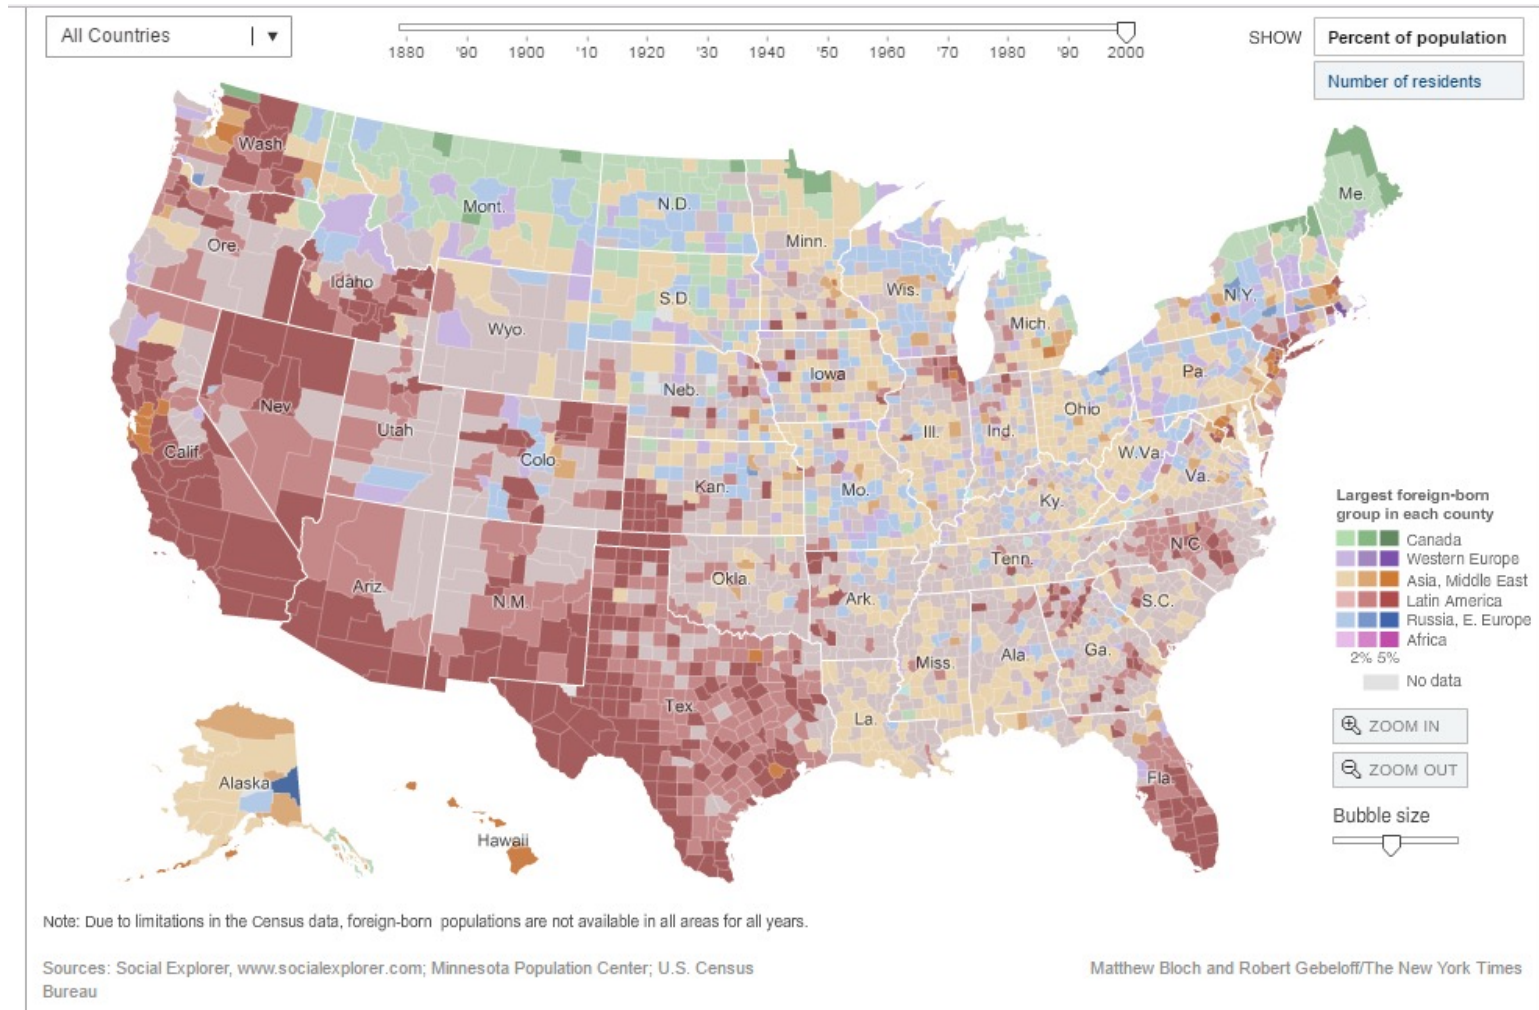 All Countries
1880 '90 1900 '10 1920 '30 1940 '50 1960 '70 1980 '90 2000
SHOW
Percent of population
Number of residents
Wash.
Mont.
N.D.
Minn.
Me.
Ore.
Idaho
Wyo.
S.D.
Wis.
Mich.
N.Y.
Nev.
Utah
Colo.
Neb.
Iowa
Ill.
Ind.
Ohio
Pa.
Calif.
Kan.
Mo.
Ky.
W.Va.
Va.
Ariz.
N.M.
Okla.
Ark.
Tenn.
N.C.
S.C.
Tex.
La.
Miss.
Ala.
Ga.
Fla.
Alaska
Hawaii
Largest foreign-born
group in each county
Canada
Western Europe
Asia, Middle East
Latin America
Russia, E. Europe
Africa
2% 5%
No data
ZOOM IN
ZOOM OUT
Bubble size
Note: Due to limitations in the Census data, foreign-born populations are not available in all areas for all years.
Sources: Social Explorer, www.socialexplorer.com; Minnesota Population Center; U.S. Census
Bureau
Matthew Bloch and Robert Gebeloff/The New York Times